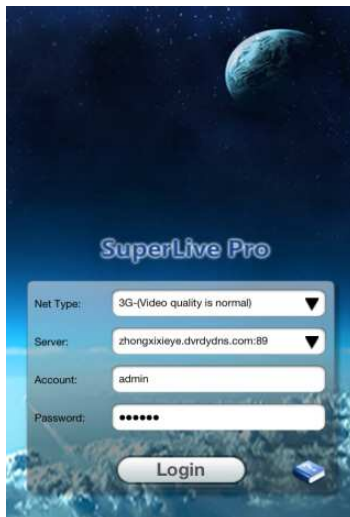 SuperLive Pro
Net Type: 3G-(Video quality is normal)
Server: zhongxixieye.dvrdydns.com:89
Account: admin
Password: ●●●●●●
Login